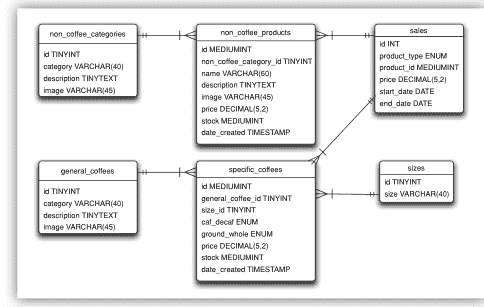 non_coffee_categories
id TINYINT
category VARCHAR(40)
description TINYTEXT
image VARCHAR(45)
non_coffee_products
id MEDIUMINT
non_coffee_category_id TINYINT
name VARCHAR(60)
description TINYTEXT
image VARCHAR(45)
price DECIMAL(5,2)
stock MEDIUMINT
date_created TIMESTAMP
sales
id INT
product_type ENUM
product_id MEDIUMINT
price DECIMAL(5,2)
start_date DATE
end_date DATE
general_coffees
id TINYINT
category VARCHAR(40)
description TINYTEXT
image VARCHAR(45)
specific_coffees
id MEDIUMINT
general_coffee_id TINYINT
size_id TINYINT
caf_decaf ENUM
ground_whole ENUM
price DECIMAL(5,2)
stock MEDIUMINT
date_created TIMESTAMP
sizes
id TINYINT
size VARCHAR(40)